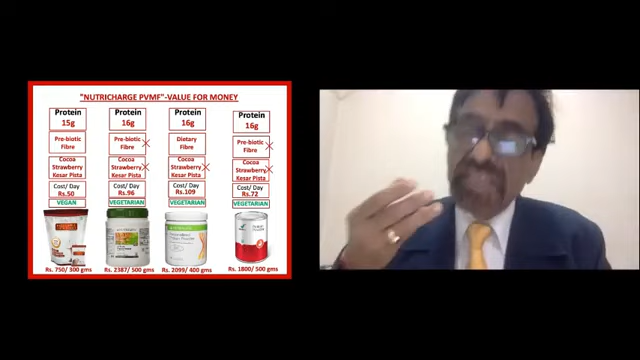 "NUTRICHARGE PVMF"-VALUE FOR MONEY
Protein
15g
Pre-biotic
Fibre
Cocoa
Strawberry
Kesar Pista
Cost/ Day
Rs.50
VEGAN
Rs. 750/ 300 gms
Protein
16g
Pre-biotic
Fibre
Cocoa
Strawberry
Kesar Pista
Cost/ Day
Rs.96
VEGETARIAN
Rs. 2387/ 500 gms
Protein
16g
Dietary
Fibre
Cocoa
Strawberry
Kesar Pista
Cost/ Day
Rs.109
VEGETARIAN
Rs. 2099/ 400 gms
Protein
16g
Pre-biotic
Fibre
Cocoa
Strawberry
Kesar Pista
Cost/ Day
Rs.72
VEGETARIAN
Rs. 1800/ 500 gms